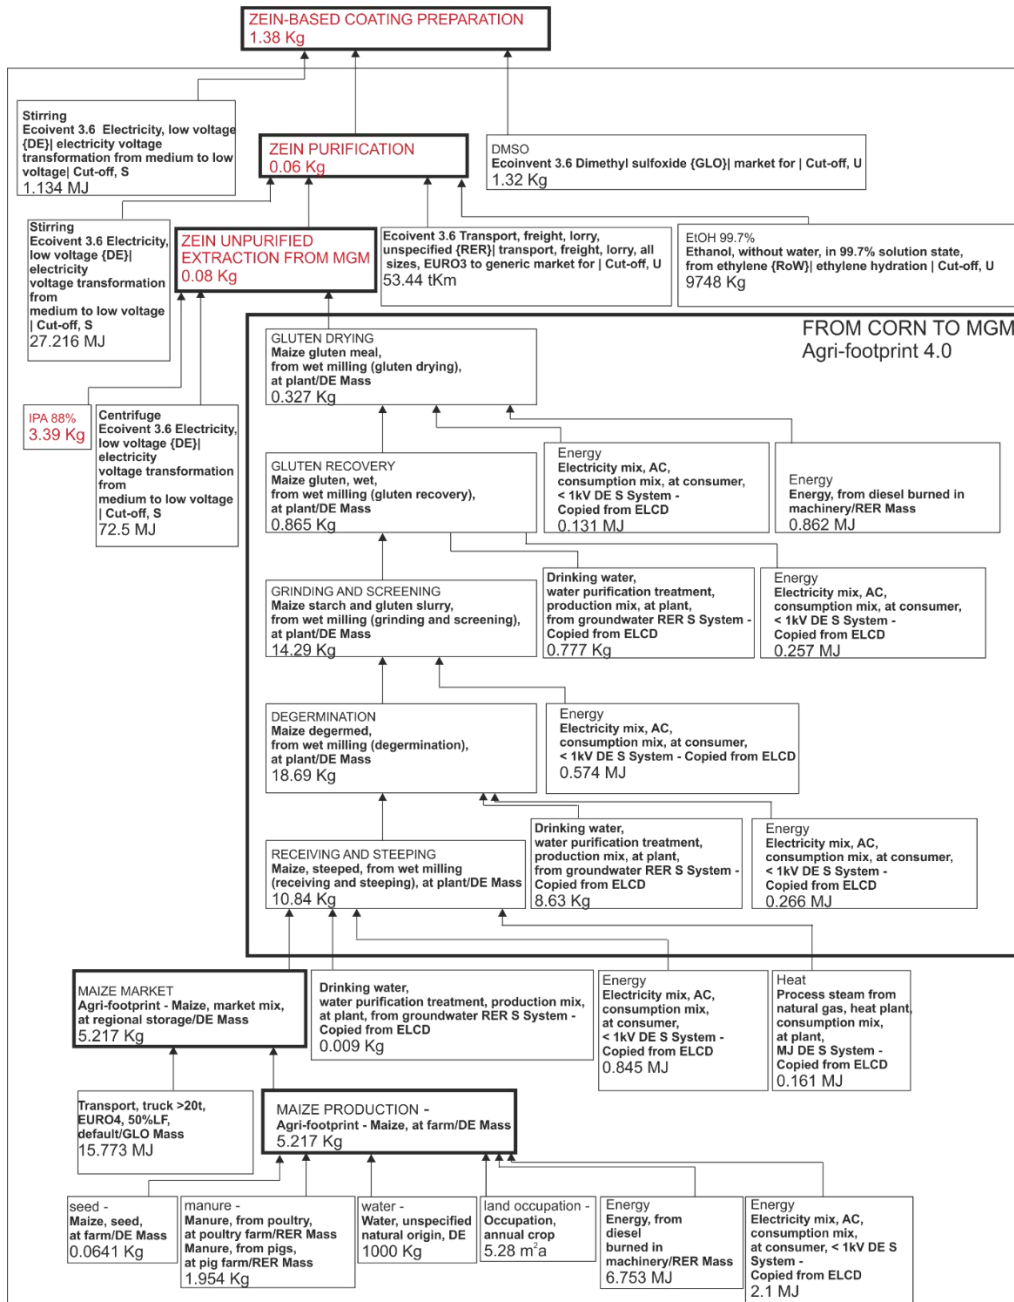 ZEIN-BASED COATING PREPARATION
1.38 Kg
Stirring
Ecoivent 3.6  Electricity, low voltage
{DE}| electricity voltage
transformation from medium to low
voltage| Cut-off, S
1.134 MJ
ZEIN PURIFICATION
0.06 Kg
DMSO
Ecoinvent 3.6 Dimethyl sulfoxide {GLO}| market for | Cut-off, U
1.32 Kg
Stirring
Ecoivent 3.6 Electricity,
low voltage {DE}|
electricity
voltage transformation
from
medium to low voltage
| Cut-off, S
27.216 MJ
ZEIN UNPURIFIED
EXTRACTION FROM MGM
0.08 Kg
Ecoivent 3.6 Transport, freight, lorry,
unspecified {RER}| transport, freight, lorry, all
sizes, EURO3 to generic market for | Cut-off, U
53.44 tKm
EtOH 99.7%
Ethanol, without water, in 99.7% solution state,
from ethylene {RoW}| ethylene hydration | Cut-off, U
9748 Kg
FROM CORN TO MGM
Agri-footprint 4.0
GLUTEN DRYING
Maize gluten meal,
from wet milling (gluten drying),
at plant/DE Mass
0.327 Kg
IPA 88%
3.39 Kg
Centrifuge
Ecoivent 3.6 Electricity,
low voltage {DE}|
electricity
voltage transformation
from
medium to low voltage
| Cut-off, S
72.5 MJ
GLUTEN RECOVERY
Maize gluten, wet,
from wet milling (gluten recovery),
at plant/DE Mass
0.865 Kg
Energy
Electricity mix, AC,
consumption mix, at consumer,
< 1kV DE S System -
Copied from ELCD
0.131 MJ
Energy
Energy, from diesel burned in
machinery/RER Mass
0.862 MJ
GRINDING AND SCREENING
Maize starch and gluten slurry,
from wet milling (grinding and screening),
at plant/DE Mass
14.29 Kg
Drinking water,
water purification treatment,
production mix, at plant,
from groundwater RER S System -
Copied from ELCD
0.777 Kg
Energy
Electricity mix, AC,
consumption mix, at consumer,
< 1kV DE S System -
Copied from ELCD
0.257 MJ
DEGERMINATION
Maize degermed,
from wet milling (degermination),
at plant/DE Mass
18.69 Kg
Energy
Electricity mix, AC,
consumption mix, at consumer,
< 1kV DE S System - Copied from ELCD
0.574 MJ
RECEIVING AND STEEPING
Maize, steeped, from wet milling
(receiving and steeping), at plant/DE Mass
10.84 Kg
Drinking water,
water purification treatment,
production mix, at plant,
from groundwater RER S System -
Copied from ELCD
8.63 Kg
Energy
Electricity mix, AC,
consumption mix, at consumer,
< 1kV DE S System -
Copied from ELCD
0.266 MJ
MAIZE MARKET
Agri-footprint - Maize, market mix,
at regional storage/DE Mass
5.217 Kg
Drinking water,
water purification treatment, production mix,
at plant, from groundwater RER S System -
Copied from ELCD
0.009 Kg
Energy
Electricity mix, AC,
consumption mix,
at consumer,
< 1kV DE S System -
Copied from ELCD
0.845 MJ
Heat
Process steam from
natural gas, heat plant,
consumption mix,
at plant,
MJ DE S System -
Copied from ELCD
0.161 MJ
Transport, truck >20t,
EURO4, 50%LF,
default/GLO Mass
15.773 MJ
MAIZE PRODUCTION -
Agri-footprint - Maize, at farm/DE Mass
5.217 Kg
seed -
Maize, seed,
at farm/DE Mass
0.0641 Kg
manure -
Manure, from poultry,
at poultry farm/RER Mass
Manure, from pigs,
at pig farm/RER Mass
1.954 Kg
water -
Water, unspecified
natural origin, DE
1000 Kg
land occupation -
Occupation,
annual crop
5.28 m²a
Energy
Energy, from
diesel
burned in
machinery/RER Mass
6.753 MJ
Energy
Electricity mix, AC,
consumption mix,
at consumer, < 1kV DE S
System -
Copied from ELCD
2.1 MJ